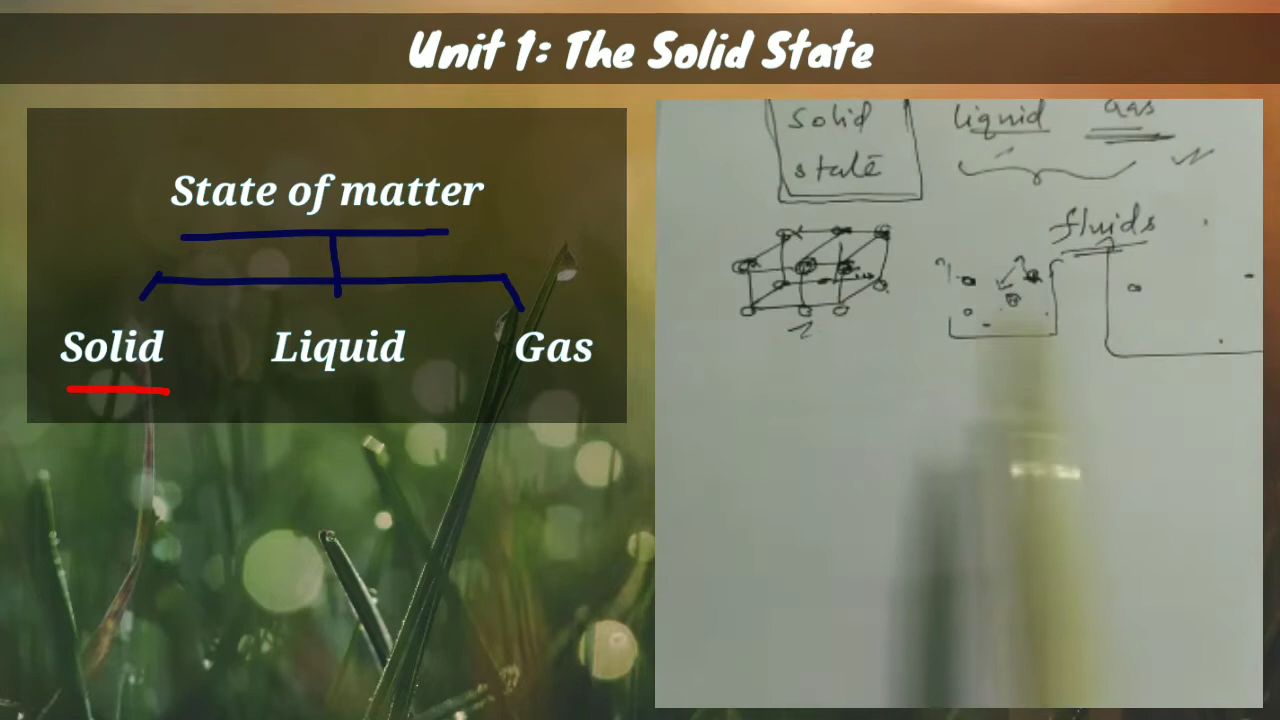 Unit 1: The Solid State
State of matter
Solid Liquid Gas
solid liquid Gas
state
fluids